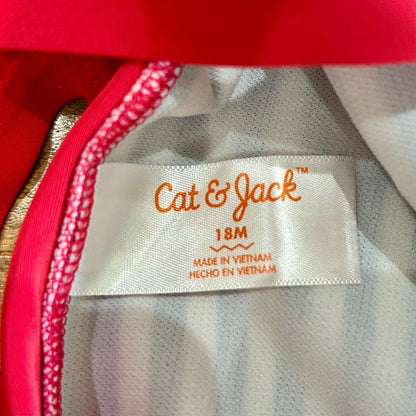 Cat & Jack™
18M
MADE IN VIETNAM
HECHO EN VIETNAM